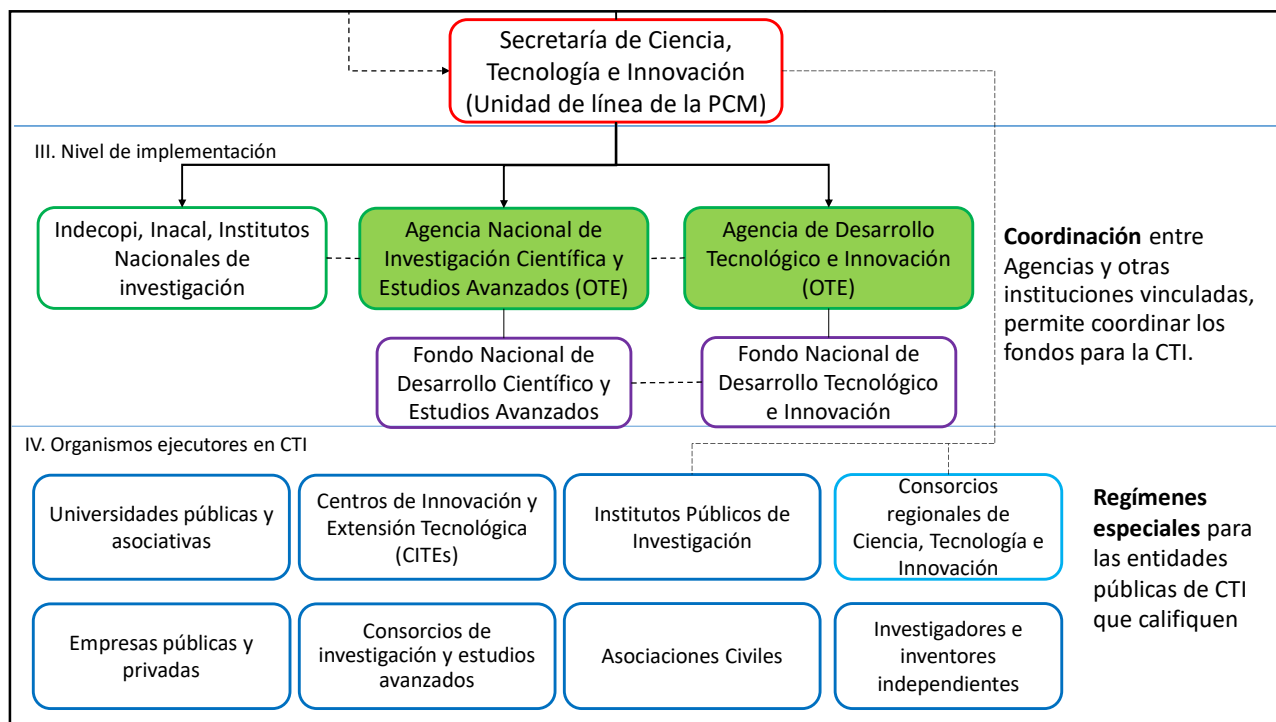 Secretaría de Ciencia,
Tecnología e Innovación
(Unidad de línea de la PCM)
III. Nivel de implementación
Indecopi, Inacal, Institutos
Nacionales de
investigación
Agencia Nacional de
Investigación Científica y
Estudios Avanzados (OTE)
Agencia de Desarrollo
Tecnológico e Innovación
(OTE)
Coordinación entre
Agencias y otras
instituciones vinculadas,
permite coordinar los
fondos para la CTI.
Fondo Nacional de
Desarrollo Científico y
Estudios Avanzados
Fondo Nacional de
Desarrollo Tecnológico
e Innovación
IV. Organismos ejecutores en CTI
Universidades públicas y
asociativas
Centros de Innovación y
Extensión Tecnológica
(CITEs)
Institutos Públicos de
Investigación
Consorcios
regionales de
Ciencia, Tecnología e
Innovación
Regímenes
especiales para
las entidades
públicas de CTI
que califiquen
Empresas públicas y
privadas
Consorcios de
investigación y estudios
avanzados
Asociaciones Civiles
Investigadores e
inventores
independientes